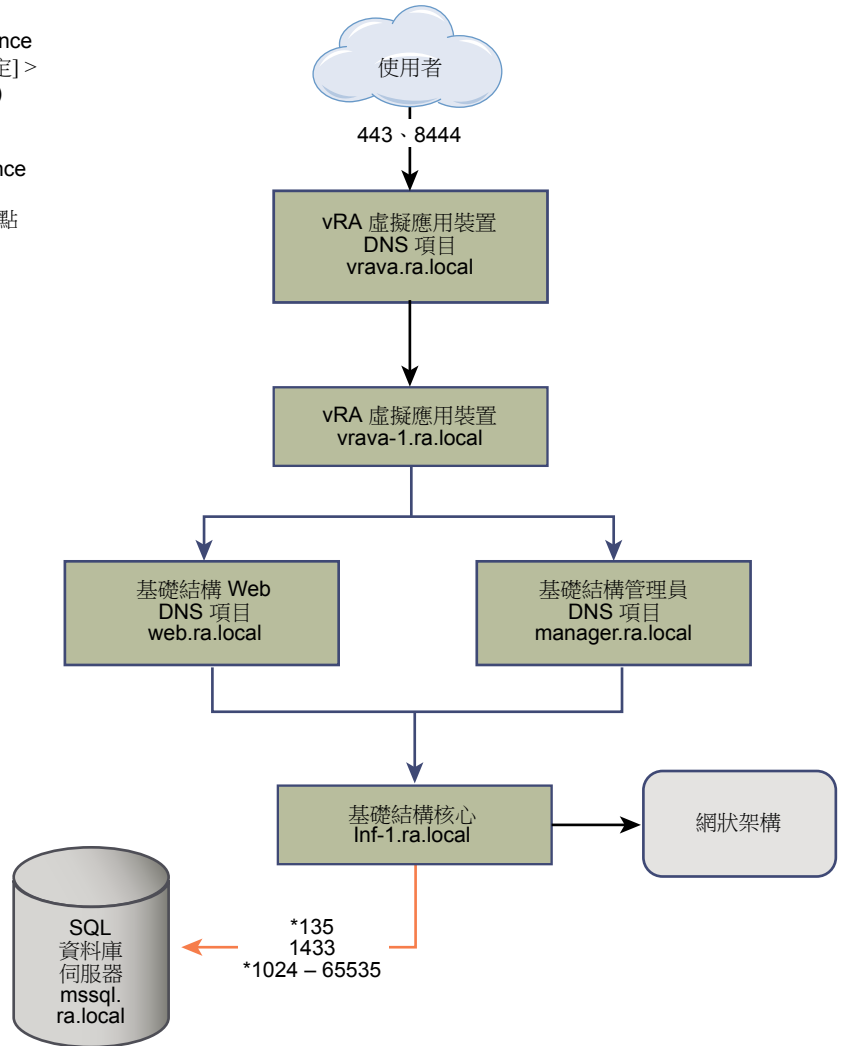 nce
定] >
)
nce
點
使用者
443、8444
vRA 虛擬應用裝置
DNS 項目
vrava.ra.local
vRA 虛擬應用裝置
vrava-1.ra.local
基礎結構 Web
DNS 項目
web.ra.local
基礎結構管理員
DNS 項目
manager.ra.local
基礎結構核心
Inf-1.ra.local
網狀架構
*135
1433
*1024 – 65535
SQL
資料庫
伺服器
mssql.
ra.local